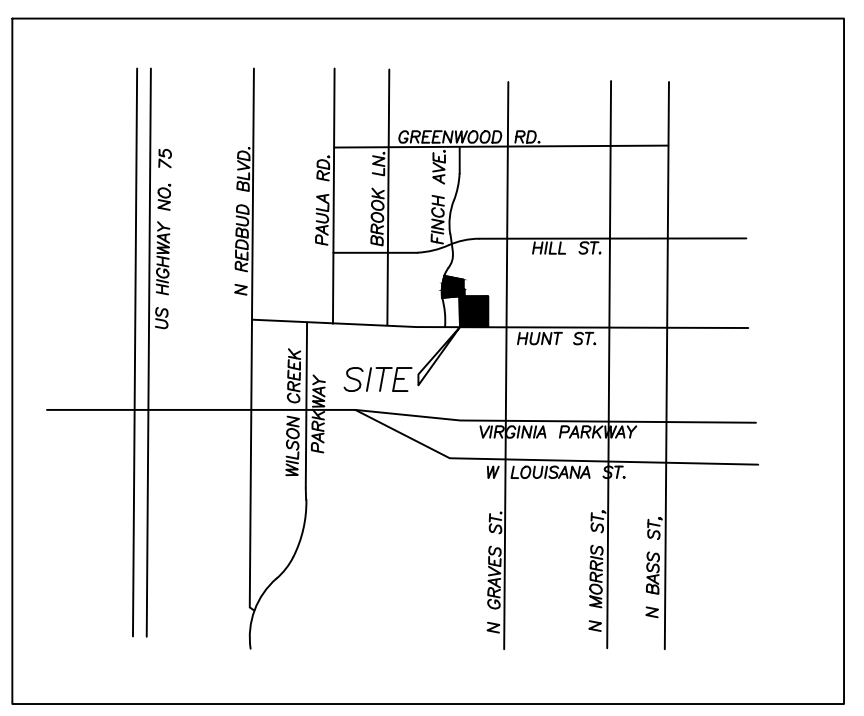 GREENWOOD RD.
US HIGHWAY NO. 75
N REDBUD BLVD.
PAULA RD.
BROOK LN.
FINCH AVE.
HILL ST.
HUNT ST.
SITE
WILSON CREEK
PARKWAY
VIRGINIA PARKWAY
W LOUISANA ST.
N GRAVES ST.
N MORRIS ST,
N BASS ST,